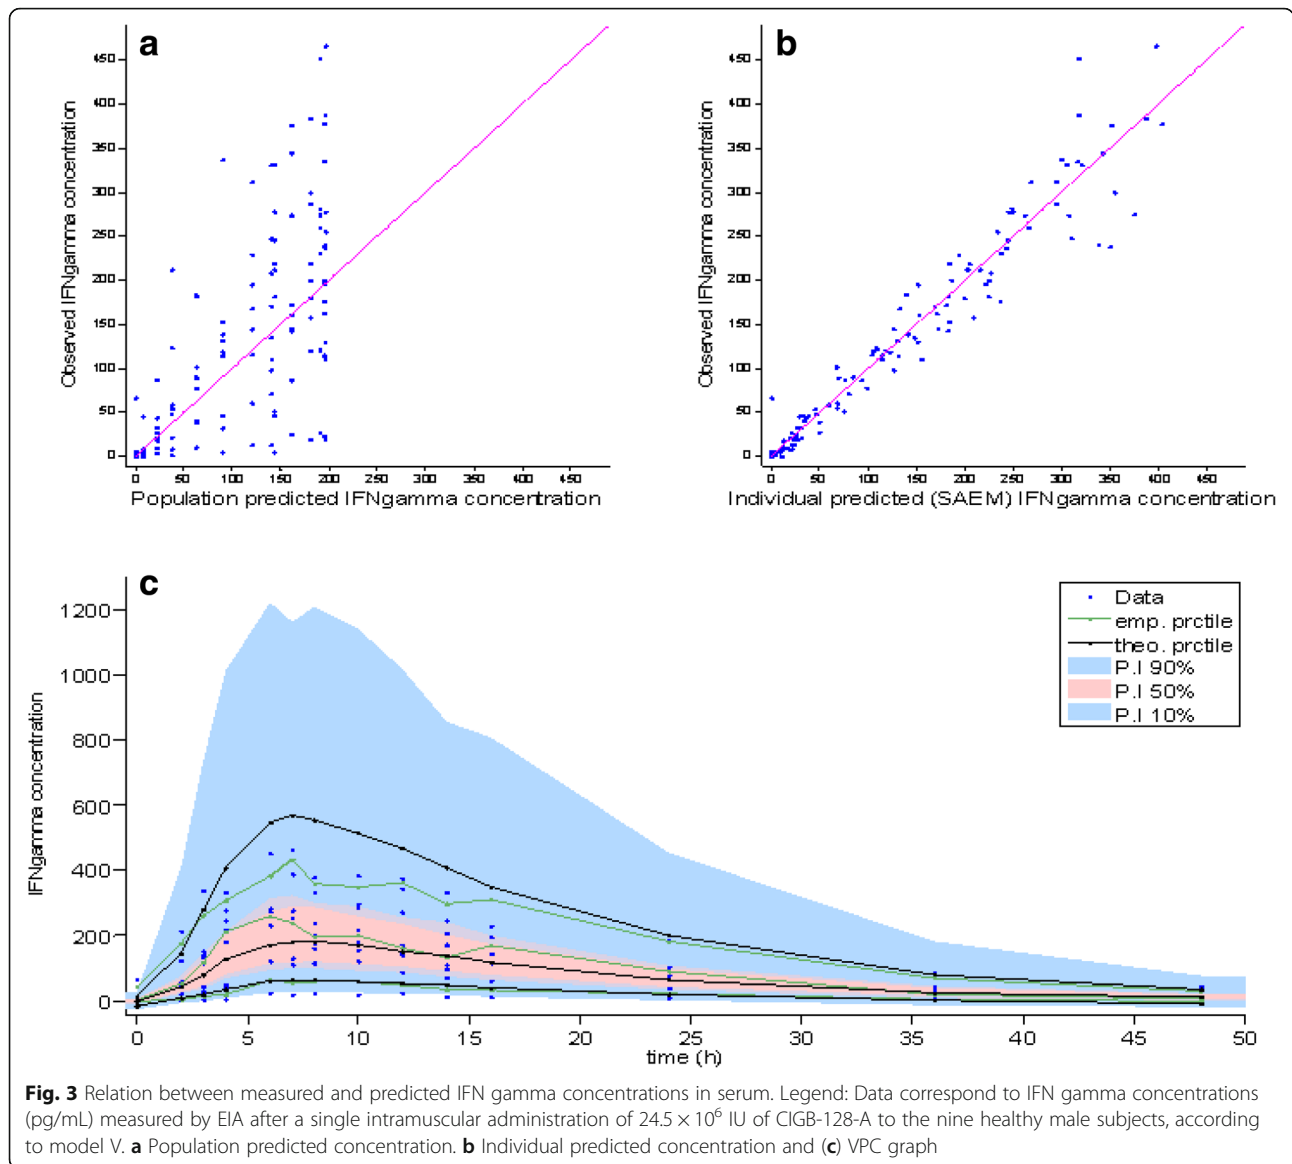 a
Observed IFNgamma concentration
450
400
350
300
250
200
150
100
50
0
0 50 100 150 200 250 300 350 400 450
Population predicted IFNgamma concentration
b
Observed IFNgamma concentration
450
400
350
300
250
200
150
100
50
0
0 50 100 150 200 250 300 350 400 450
Individual predicted (SAEM) IFNgamma concentration
c
IFNgamma concentration
1200
1000
800
600
400
200
0
0 5 10 15 20 25 30 35 40 45 50
time (h)
Data
emp. prctile
theo. prctile
P.I 90%
P.I 50%
P.I 10%
Fig. 3 Relation between measured and predicted IFN gamma concentrations in serum. Legend: Data correspond to IFN gamma concentrations
(pg/mL) measured by EIA after a single intramuscular administration of 24.5 × 10⁶ IU of CIGB-128-A to the nine healthy male subjects, according
to model V. a Population predicted concentration. b Individual predicted concentration and (c) VPC graph